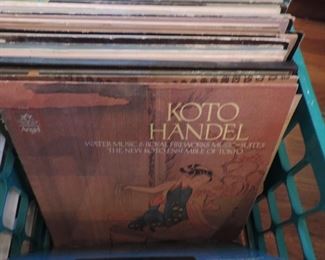 Angel
KOTO
HANDEL
WATER MUSIC & ROYAL FIREWORKS MUSIC SUITES
THE NEW KOTO ENSEMBLE OF TOKYO